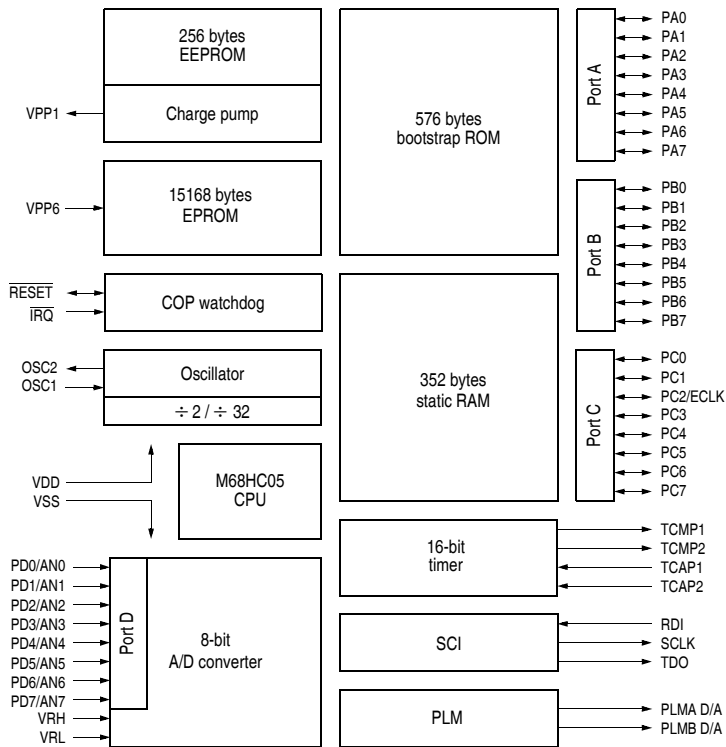 256 bytes
EEPROM
Charge pump
VPP1
15168 bytes
EPROM
VPP6
COP watchdog
RESET
IRQ
Oscillator
÷ 2 / ÷ 32
OSC2
OSC1
M68HC05
CPU
VDD
VSS
PD0/AN0
PD1/AN1
PD2/AN2
PD3/AN3
PD4/AN4
PD5/AN5
PD6/AN6
PD7/AN7
VRH
VRL
Port D
8-bit
A/D converter
576 bytes
bootstrap ROM
352 bytes
static RAM
16-bit
timer
SCI
PLM
Port A
PA0
PA1
PA2
PA3
PA4
PA5
PA6
PA7
Port B
PB0
PB1
PB2
PB3
PB4
PB5
PB6
PB7
Port C
PC0
PC1
PC2/ECLK
PC3
PC4
PC5
PC6
PC7
TCMP1
TCMP2
TCAP1
TCAP2
RDI
SCLK
TDO
PLMA D/A
PLMB D/A